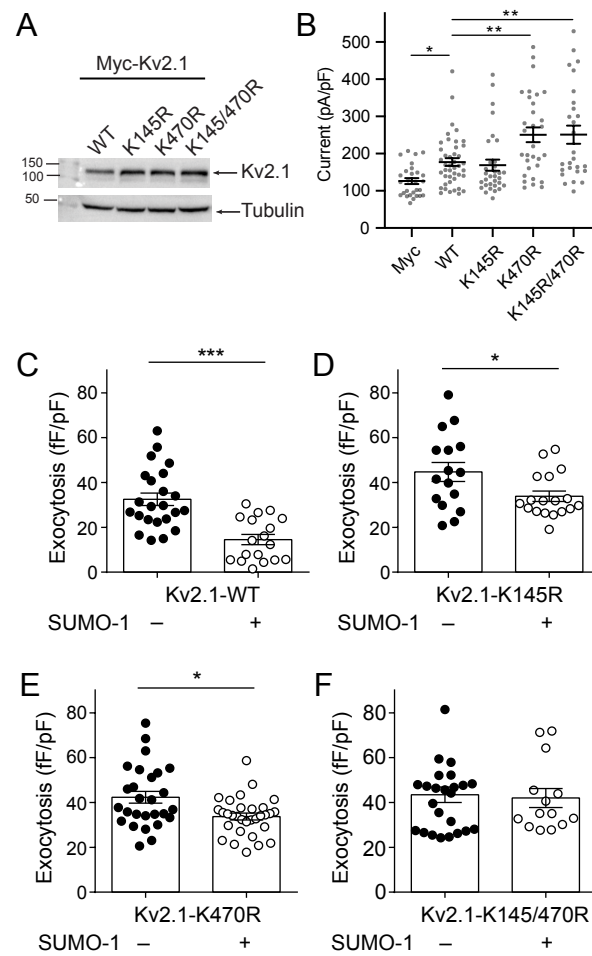 A
Myc-Kv2.1
WT
K145R
K470R
K145/470R
150
100
50
Kv2.1
Tubulin
B
Current (pA/pF)
500
400
300
200
100
0
*
**
**
Myc
WT
K145R
K470R
K145R/470R
C
***
Exocytosis (fF/pF)
80
60
40
20
0
Kv2.1-WT
SUMO-1 – +
D
*
Exocytosis (fF/pF)
80
60
40
20
0
Kv2.1-K145R
SUMO-1 – +
E
*
Exocytosis (fF/pF)
80
60
40
20
0
Kv2.1-K470R
SUMO-1 – +
F
Exocytosis (fF/pF)
80
60
40
20
0
Kv2.1-K145/470R
SUMO-1 – +